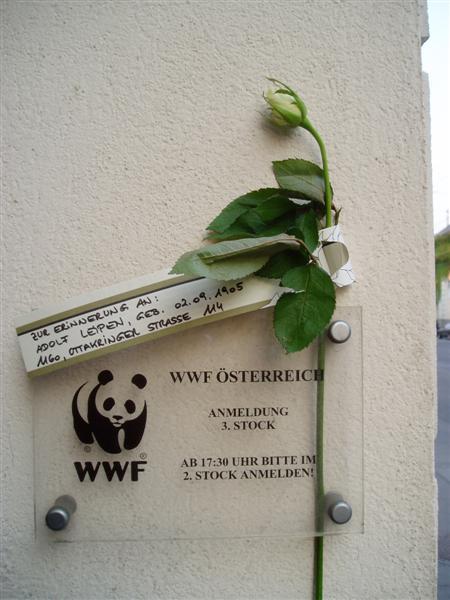 ZUR ERINNERUNG AN:
ADOLF LEIPEN, GEB. 02.09.1905
1160, OTTAKRINGER STRASSE 114
WWF ÖSTERREICH
ANMELDUNG
3. STOCK
AB 17:30 UHR BITTE IM
2. STOCK ANMELDEN!
® WWF ®